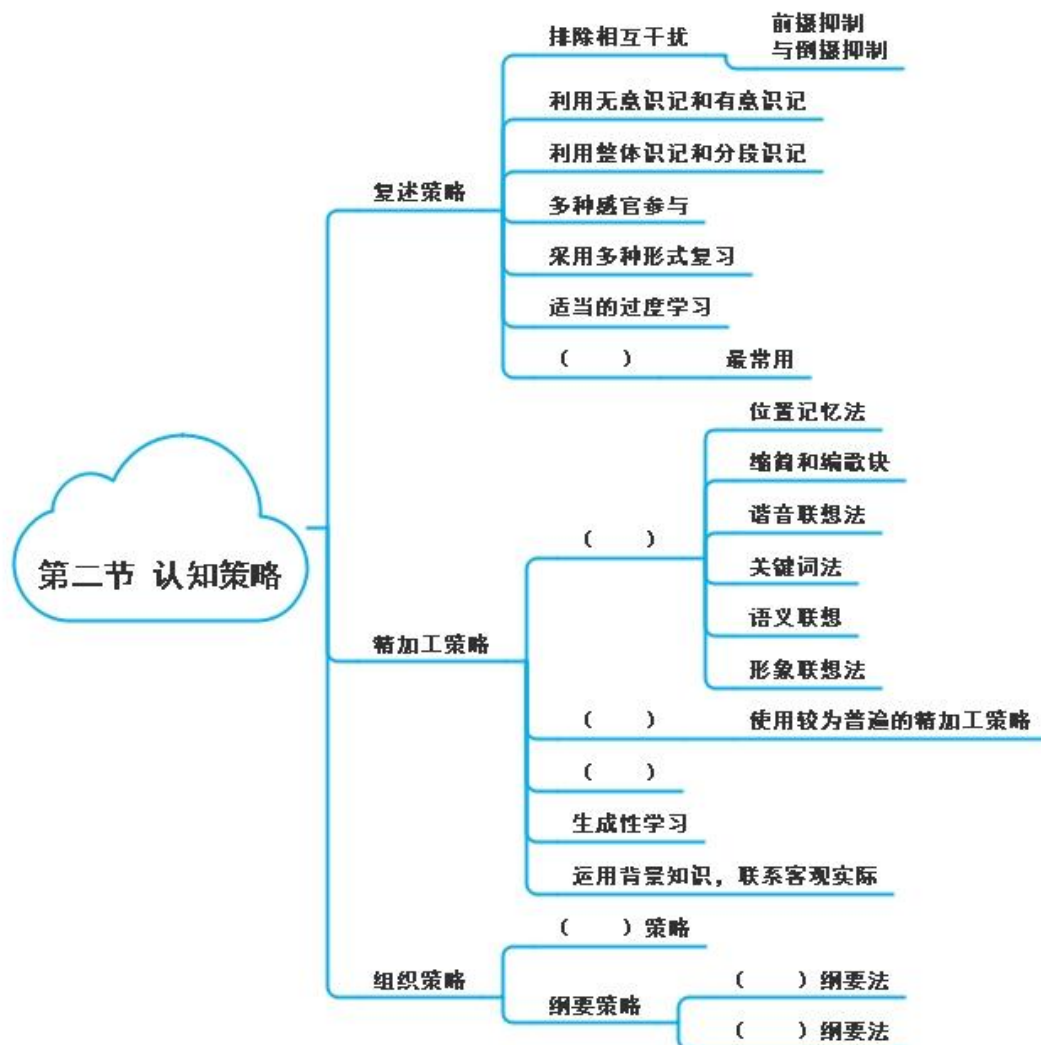 排除相互干扰
前摄抑制
与倒摄抑制
利用无意识记和有意识记
利用整体识记和分段识记
复述策略
多种感官参与
采用多种形式复习
适当的过度学习
（ ） 最常用
位置记忆法
缩简和编歌诀
谐音联想法
（ ）
关键词法
第二节 认知策略
语义联想
精加工策略
形象联想法
（ ） 使用较为普遍的精加工策略
（ ）
生成性学习
运用背景知识，联系客观实际
（ ）策略
组织策略
（ ）纲要法
纲要策略
（ ）纲要法